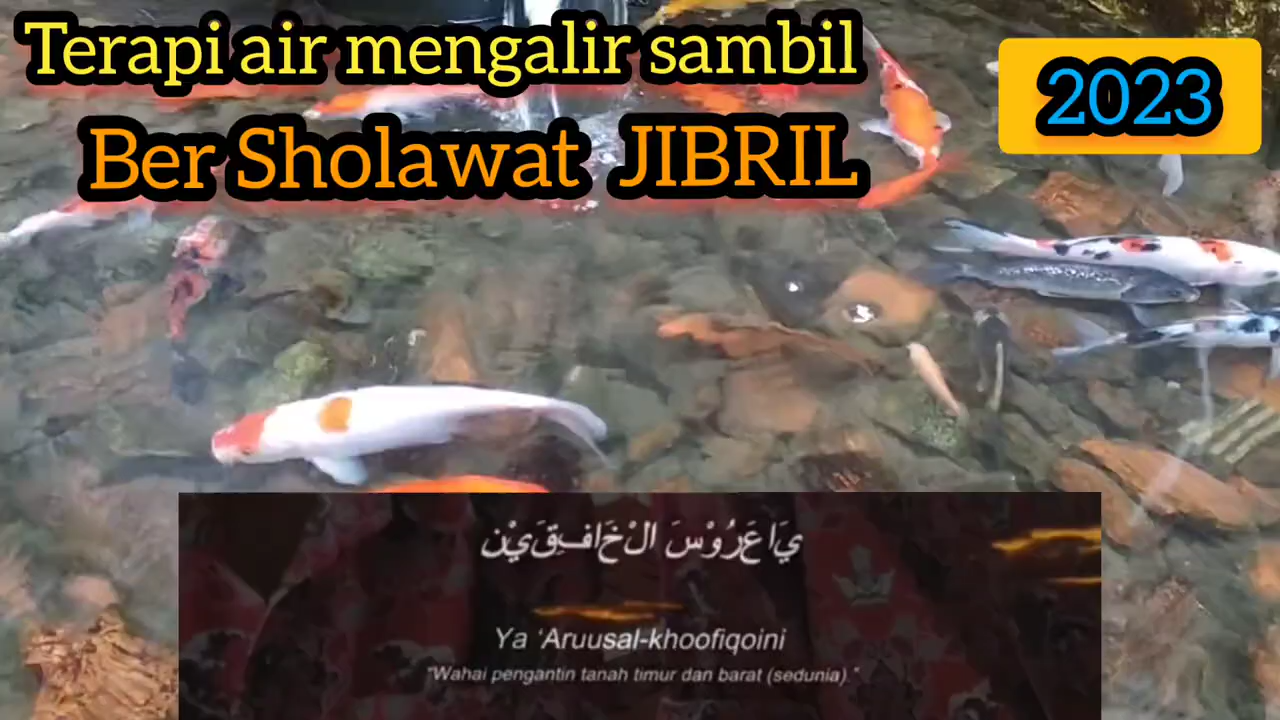 Terapi air mengalir sambil
Ber Sholawat JIBRIL
2023
يَا عَرُوْسَ الْخَافِقَيْنِ
Ya ‘Aruusal-khoofiqoini
"Wahai pengantin tanah timur dan barat (sedunia)."